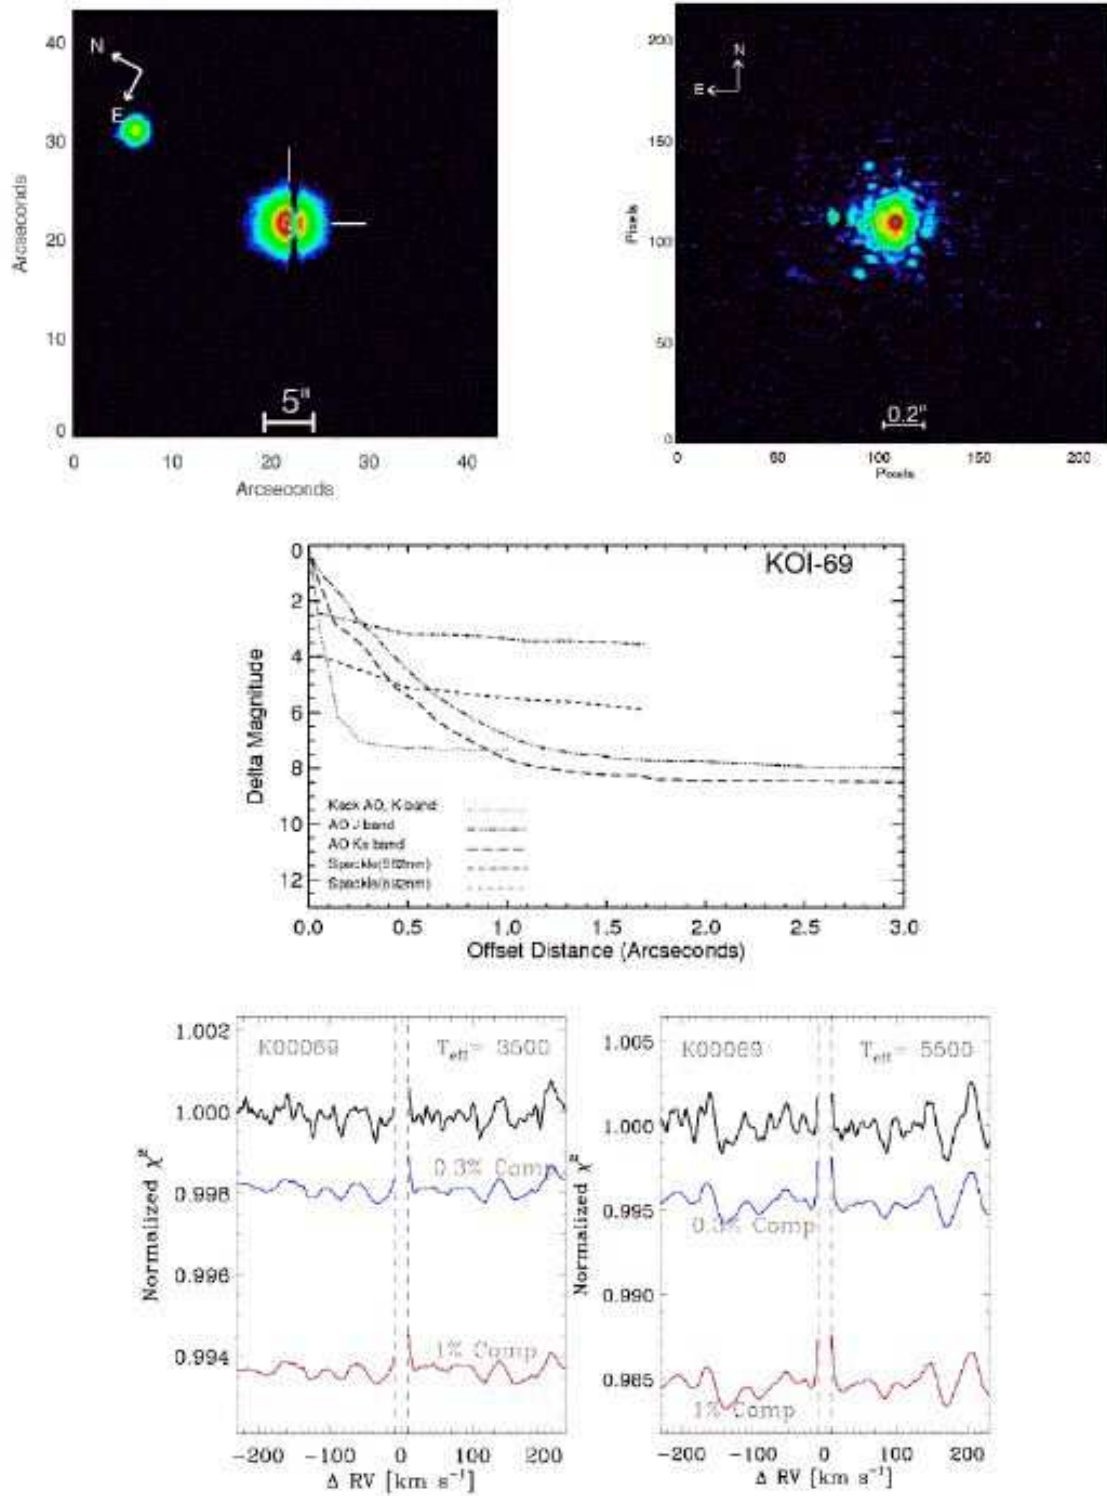 40
30
20
10
0
Arcseconds
N
E
5"
0 10 20 30 40
Arcseconds
200
150
100
50
0
Pixels
N
E
0.2"
0 50 100 150 200
Pixels
KOI-69
0
2
4
6
8
10
12
Delta Magnitude
Keck AO, K-band
AO J band
AO Ks band
Speckle(562nm)
Speckle(692nm)
0.0 0.5 1.0 1.5 2.0 2.5 3.0
Offset Distance (Arcseconds)
1.002
1.000
0.998
0.996
0.994
Normalized χ²
K00069 Teff= 3500
0.3% Comp
1% Comp
-200 -100 0 100 200
Δ RV [km s⁻¹]
1.005
1.000
0.995
0.990
0.985
Normalized χ²
K00069 Teff= 5500
0.3% Comp
1% Comp
-200 -100 0 100 200
Δ RV [km s⁻¹]